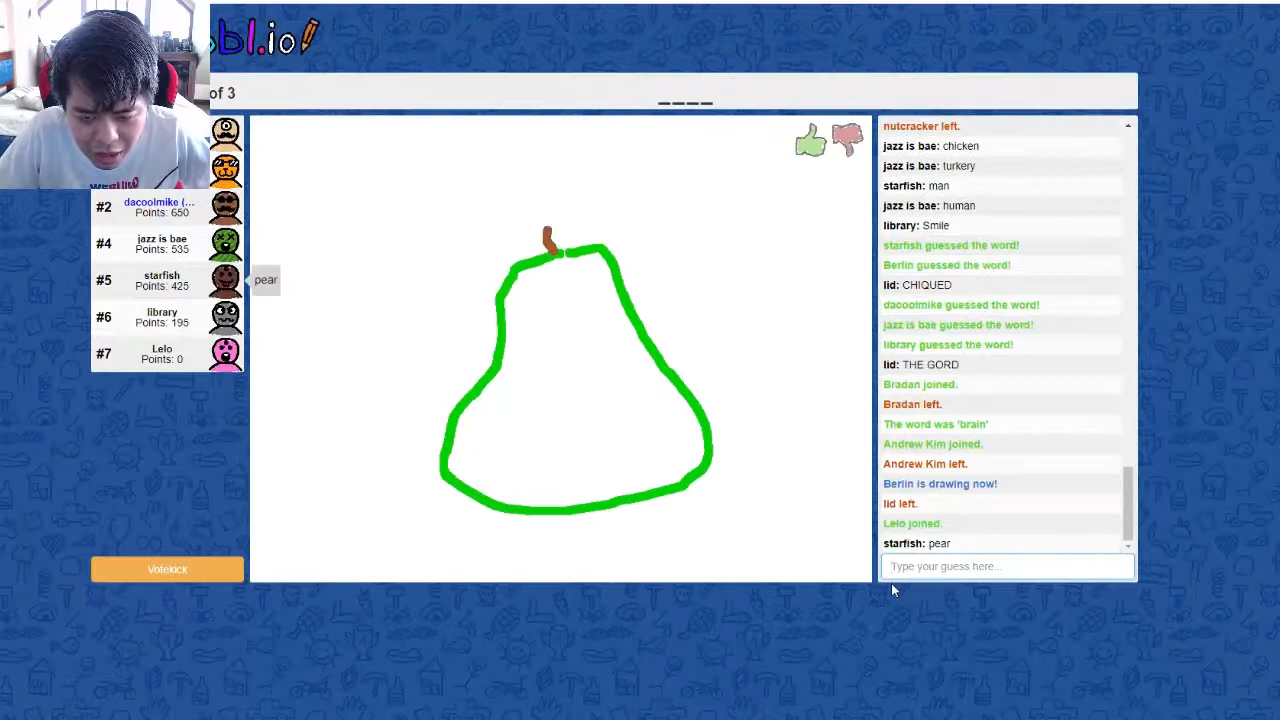 bl.io
of 3
_ _ _ _
#2 dacoolmike (...
Points: 650
#4 jazz is bae
Points: 535
#5 starfish
Points: 425
pear
#6 library
Points: 195
#7 Lelo
Points: 0
Votekick
nutcracker left.
jazz is bae: chicken
jazz is bae: turkery
starfish: man
jazz is bae: human
library: Smile
starfish guessed the word!
Berlin guessed the word!
lid: CHIQUED
dacoolmike guessed the word!
jazz is bae guessed the word!
library guessed the word!
lid: THE GORD
Bradan joined.
Bradan left.
The word was 'brain'
Andrew Kim joined.
Andrew Kim left.
Berlin is drawing now!
lid left.
Lelo joined.
starfish: pear
Type your guess here...